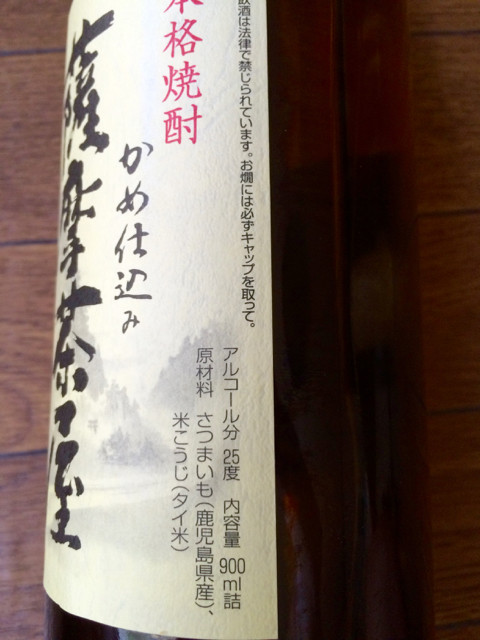 飲酒は法律で禁じられています。お燗には必ずキャップを取って。
本格焼酎
かめ仕込み
薩摩茶屋
アルコール分 25度 内容量 900ml詰
原材料 さつまいも(鹿児島県産)、
米こうじ(タイ米)